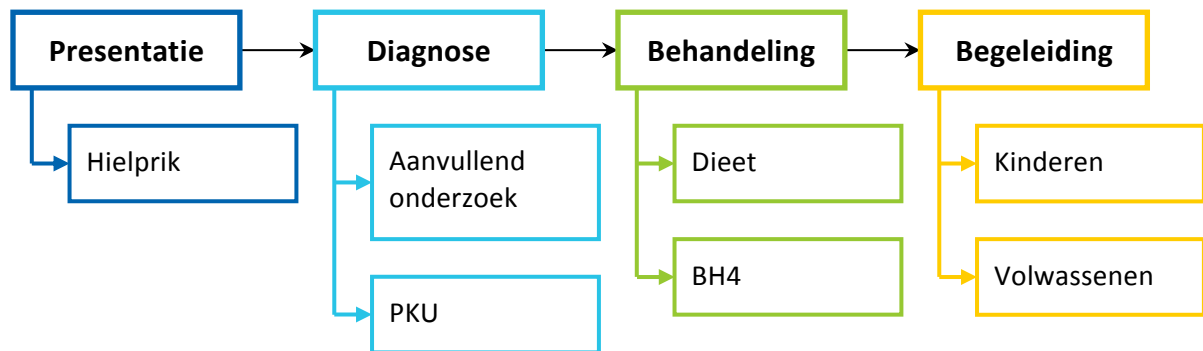 Presentatie
Diagnose
Behandeling
Begeleiding
Hielprik
Aanvullend
onderzoek
PKU
Dieet
BH4
Kinderen
Volwassenen